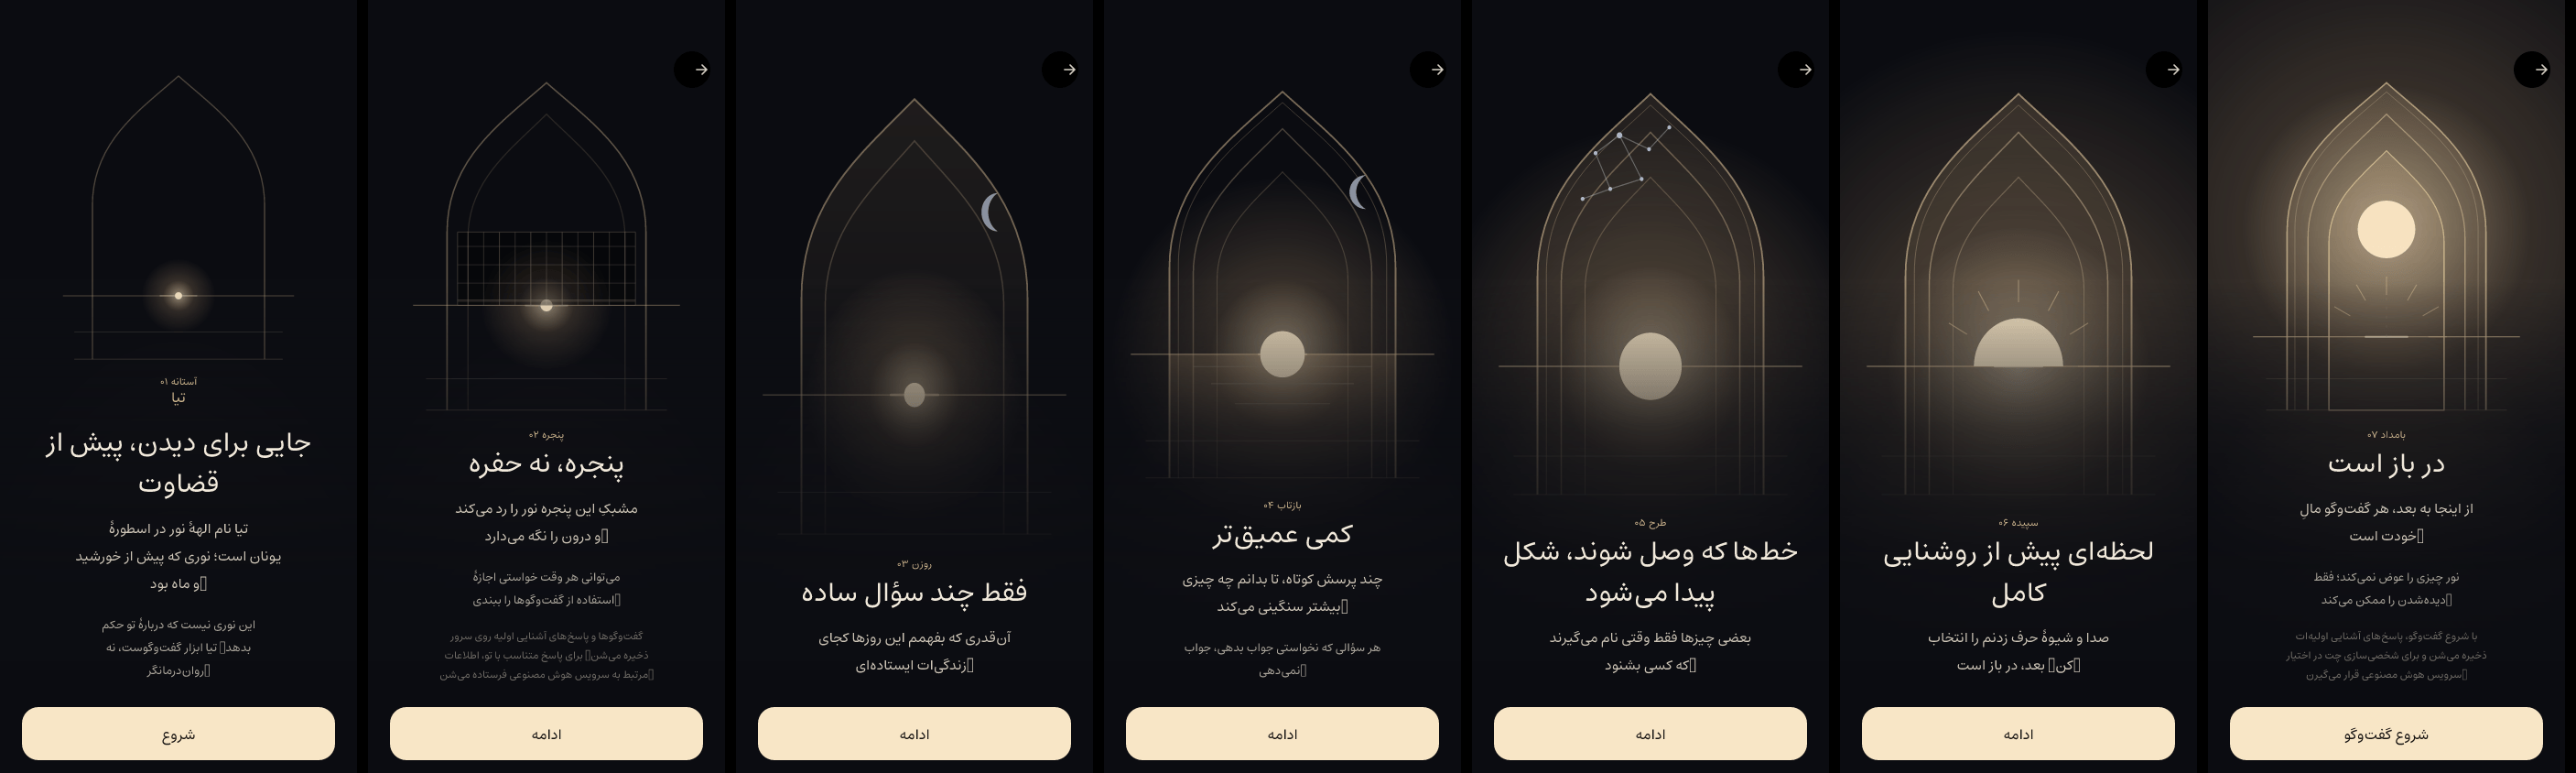 آستانه ۰۱
تیا
جایی برای دیدن، پیش از
قضاوت
تیا نام الههٔ نور در اسطورهٔ
یونان است؛ نوری که پیش از خورشید
و ماه بود
این نوری نیست که دربارهٔ تو حکم
بدهد تیا ابزار گفت‌وگوست، نه
روان‌درمانگر
شروع
پنجره ۰۲
پنجره، نه حفره
مشبکِ این پنجره نور را رد می‌کند
و درون را نگه می‌دارد
می‌توانی هر وقت خواستی اجازهٔ
استفاده از گفت‌وگوها را ببندی
گفت‌وگوها و پاسخ‌های آشنایی اولیه روی سرور
ذخیره می‌شن برای پاسخ متناسب با تو، اطلاعات
مرتبط به سرویس هوش مصنوعی فرستاده می‌شن
ادامه
روزن ۰۳
فقط چند سؤال ساده
آن‌قدری که بفهمم این روزها کجای
زندگی‌ات ایستاده‌ای
ادامه
بازتاب ۰۴
کمی عمیق‌تر
چند پرسش کوتاه، تا بدانم چه چیزی
بیشتر سنگینی می‌کند
هر سؤالی که نخواستی جواب بدهی، جواب
نمی‌دهی
ادامه
طرح ۰۵
خط‌ها که وصل شوند، شکل
پیدا می‌شود
بعضی چیزها فقط وقتی نام می‌گیرند
که کسی بشنود
ادامه
سپیده ۰۶
لحظه‌ای پیش از روشنایی
کامل
صدا و شیوهٔ حرف زدنم را انتخاب
کن بعد، در باز است
ادامه
بامداد ۰۷
در باز است
از اینجا به بعد، هر گفت‌وگو مالِ
خودت است
نور چیزی را عوض نمی‌کند؛ فقط
دیده‌شدن را ممکن می‌کند
با شروع گفت‌وگو، پاسخ‌های آشنایی اولیه‌ات
ذخیره می‌شن و برای شخصی‌سازی چت در اختیار
سرویس هوش مصنوعی قرار می‌گیرن
شروع گفت‌وگو